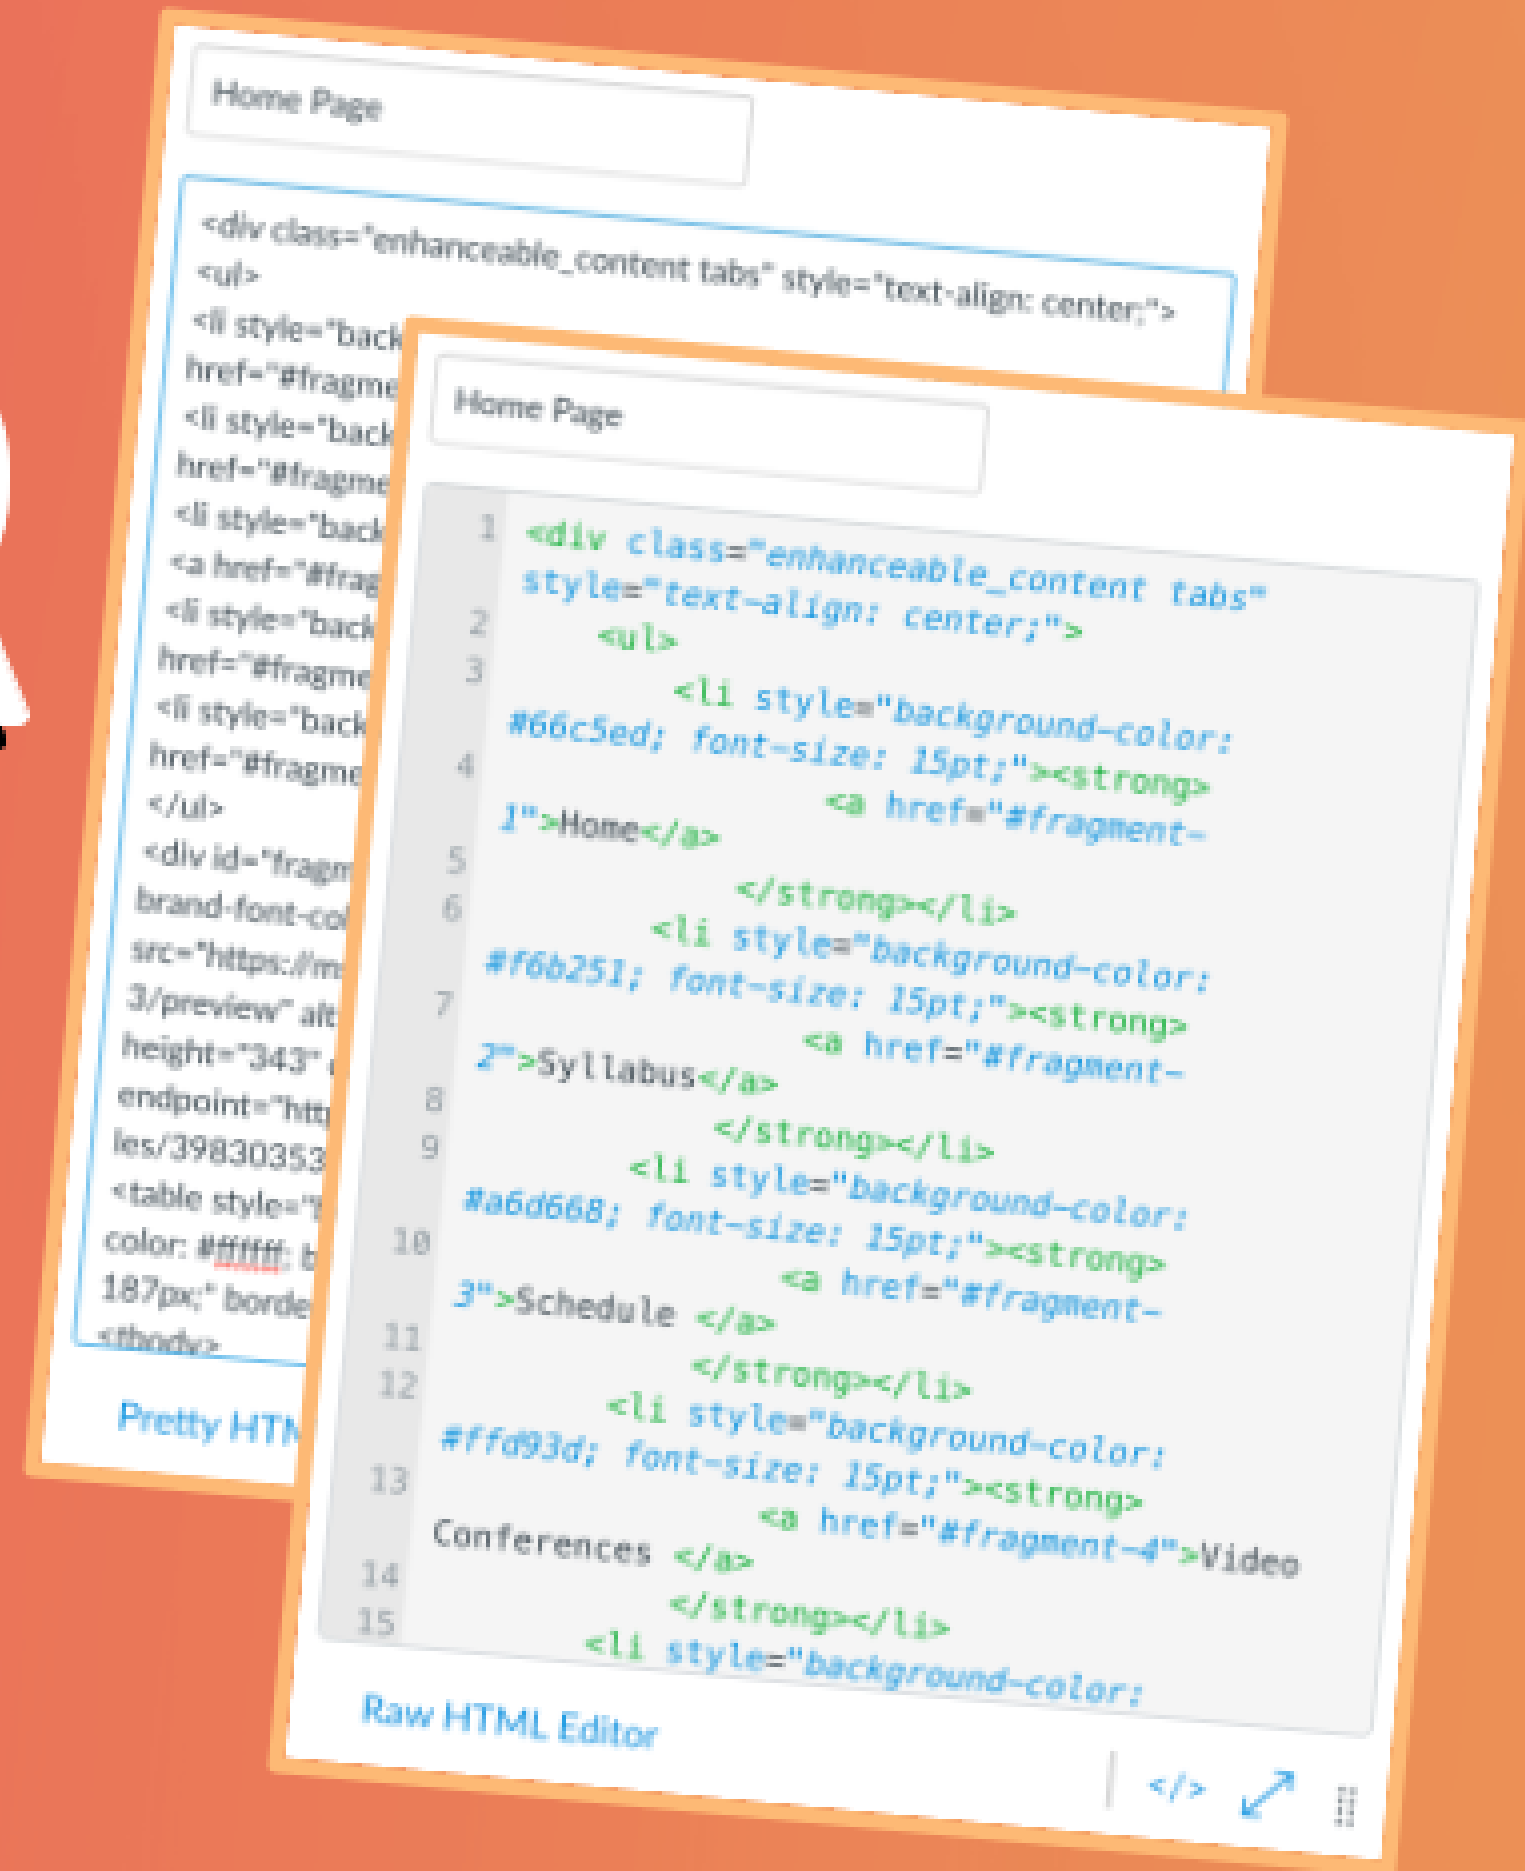 Home Page
<div class="enhanceable_content tabs" style="text-align: center;">
<ul>
<li style="back
href="#fragme
<li style="back
href="#fragme
<li style="back
<a href="#frag
<li style="back
href="#fragme
<li style="back
href="#fragme
</ul>
<div id="fragm
brand-font-col
src="https://m
3/preview" alt
height="343"
endpoint="http
les/39830353
<table style="
color: #ffffff; b
187px;" borde
<tbody>
Pretty HTM
Home Page
1 <div class="enhanceable_content tabs"
style="text-align: center;">
2 <ul>
3 <li style="background-color:
#66c5ed; font-size: 15pt;"><strong>
4 <a href="#fragment-
1">Home</a>
5 </strong></li>
6 <li style="background-color:
#f6b251; font-size: 15pt;"><strong>
7 <a href="#fragment-
2">Syllabus</a>
8 </strong></li>
9 <li style="background-color:
#a6d668; font-size: 15pt;"><strong>
10 <a href="#fragment-
3">Schedule </a>
11 </strong></li>
12 <li style="background-color:
#ffd93d; font-size: 15pt;"><strong>
13 <a href="#fragment-4">Video
Conferences </a>
14 </strong></li>
15 <li style="background-color:
Raw HTML Editor
</>